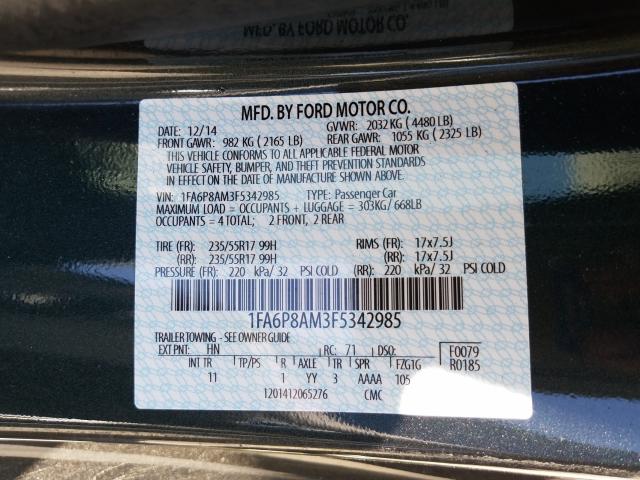 MFD. BY FORD MOTOR CO.
DATE: 12/14 GVWR: 2032 KG ( 4480 LB)
FRONT GAWR: 982 KG ( 2165 LB) REAR GAWR: 1055 KG ( 2325 LB)
THIS VEHICLE CONFORMS TO ALL APPLICABLE FEDERAL MOTOR
VEHICLE SAFETY, BUMPER, AND THEFT PREVENTION STANDARDS
IN EFFECT ON THE DATE OF MANUFACTURE SHOWN ABOVE.
VIN: 1FA6P8AM3F5342985 TYPE: Passenger Car
MAXIMUM LOAD = OCCUPANTS + LUGGAGE = 303KG/ 668LB
OCCUPANTS = 4 TOTAL; 2 FRONT, 2 REAR
TIRE (FR): 235/55R17 99H RIMS (FR): 17x7.5J
(RR): 235/55R17 99H (RR): 17x7.5J
PRESSURE (FR): 220 kPa/ 32 PSI COLD (RR): 220 kPa/ 32 PSI COLD
1FA6P8AM3F5342985
TRAILER TOWING - SEE OWNER GUIDE
EXT PNT: HN RC: 71 DSO: F0079
INT TR TP/PS R AXLE TR SPR FZG1G R0185
11 1 YY 3 AAAA 105
1201412065276 CMC
MFG. BY FORD MOTOR CO.